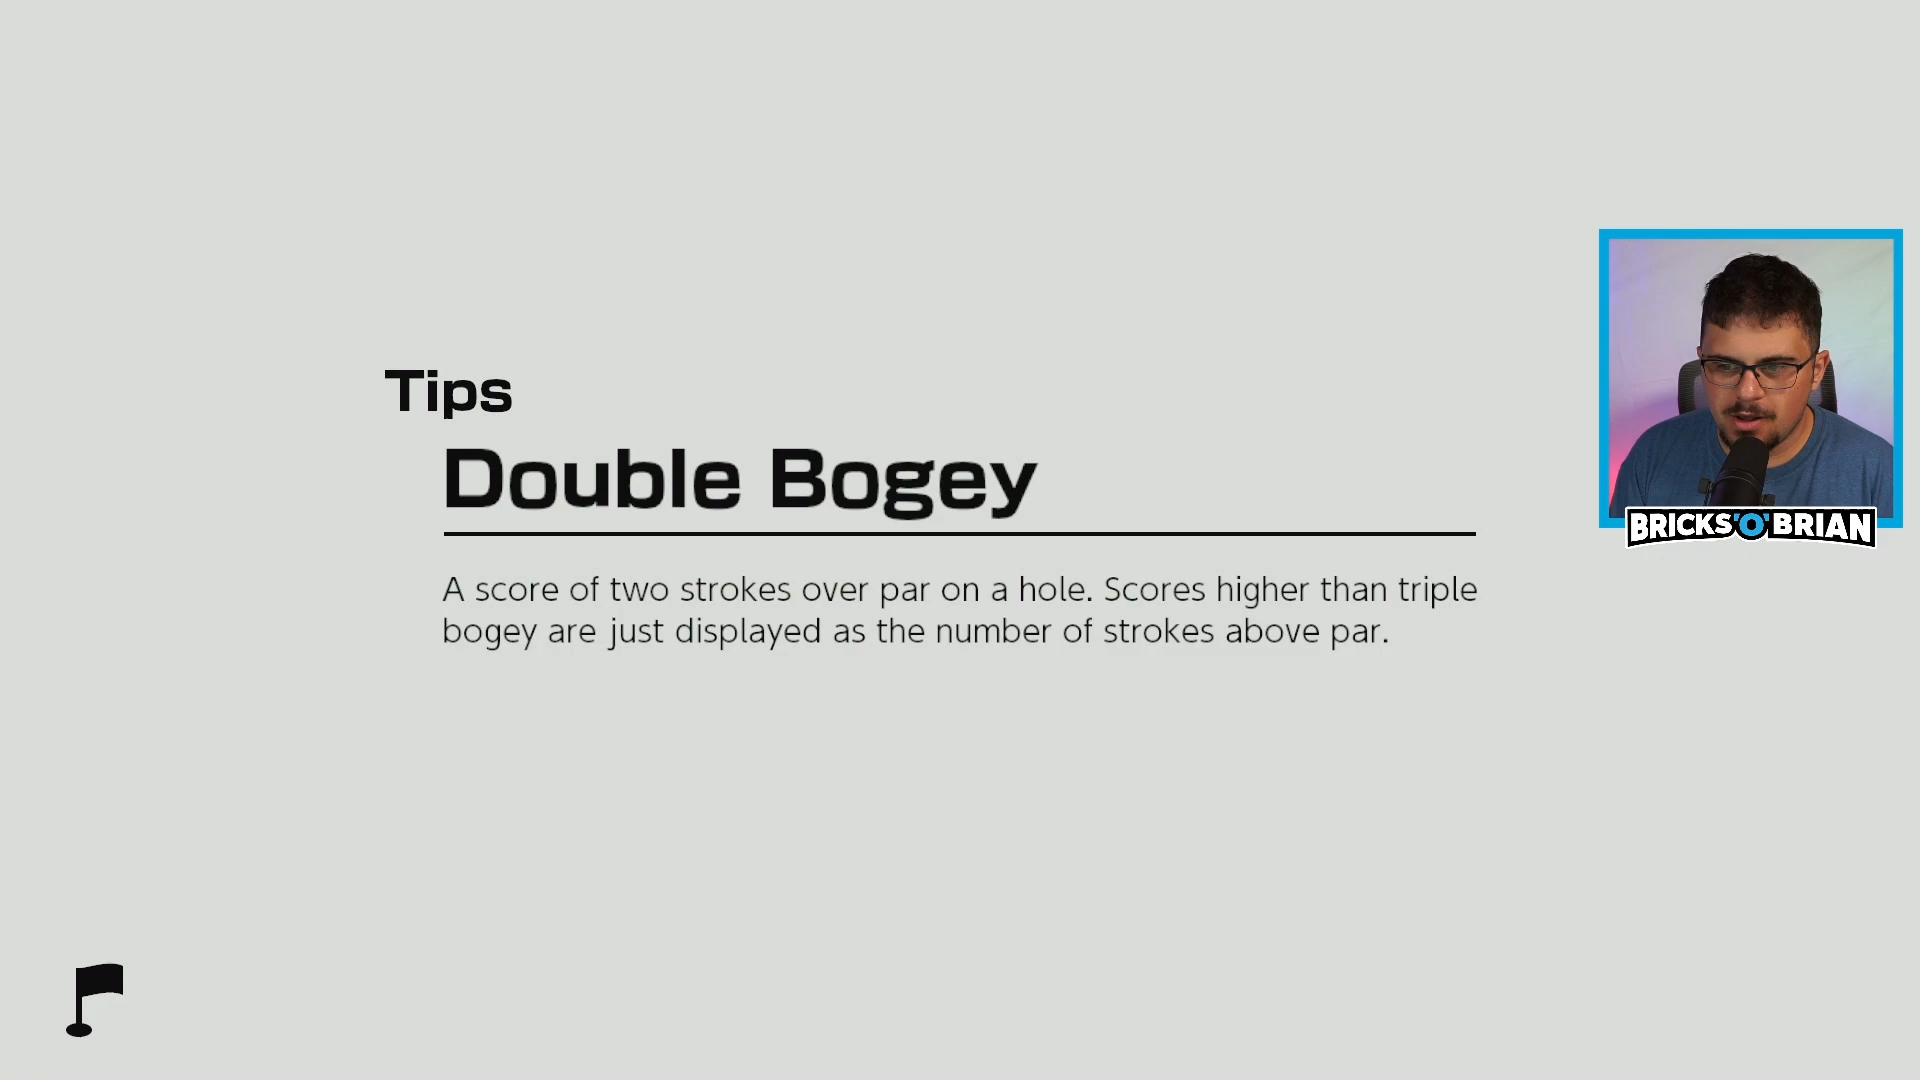 Tips
Double Bogey
A score of two strokes over par on a hole. Scores higher than triple
bogey are just displayed as the number of strokes above par.
BRICKS'O'BRIAN